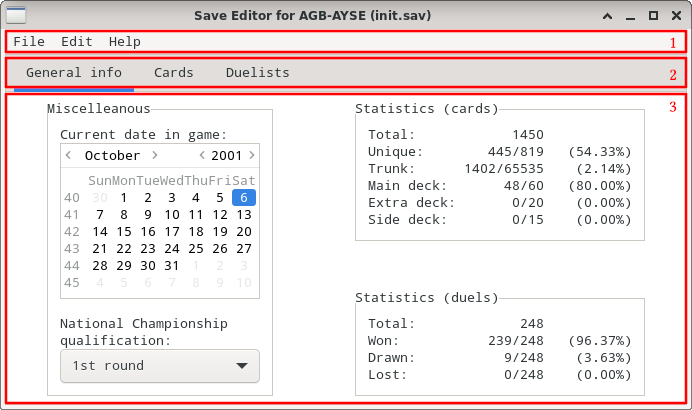 Save Editor for AGB-AYSE (init.sav)
File Edit Help 1
General info Cards Duelists 2
3
Miscelleanous
Current date in game:
< October > < 2001 >
Sun Mon Tue Wed Thu Fri Sat
40 30 1 2 3 4 5 6
41 7 8 9 10 11 12 13
42 14 15 16 17 18 19 20
43 21 22 23 24 25 26 27
44 28 29 30 31 1 2 3
45 4 5 6 7 8 9 10
National Championship
qualification:
1st round
Statistics (cards)
Total: 1450
Unique: 445/819 (54.33%)
Trunk: 1402/65535 (2.14%)
Main deck: 48/60 (80.00%)
Extra deck: 0/20 (0.00%)
Side deck: 0/15 (0.00%)
Statistics (duels)
Total: 248
Won: 239/248 (96.37%)
Drawn: 9/248 (3.63%)
Lost: 0/248 (0.00%)